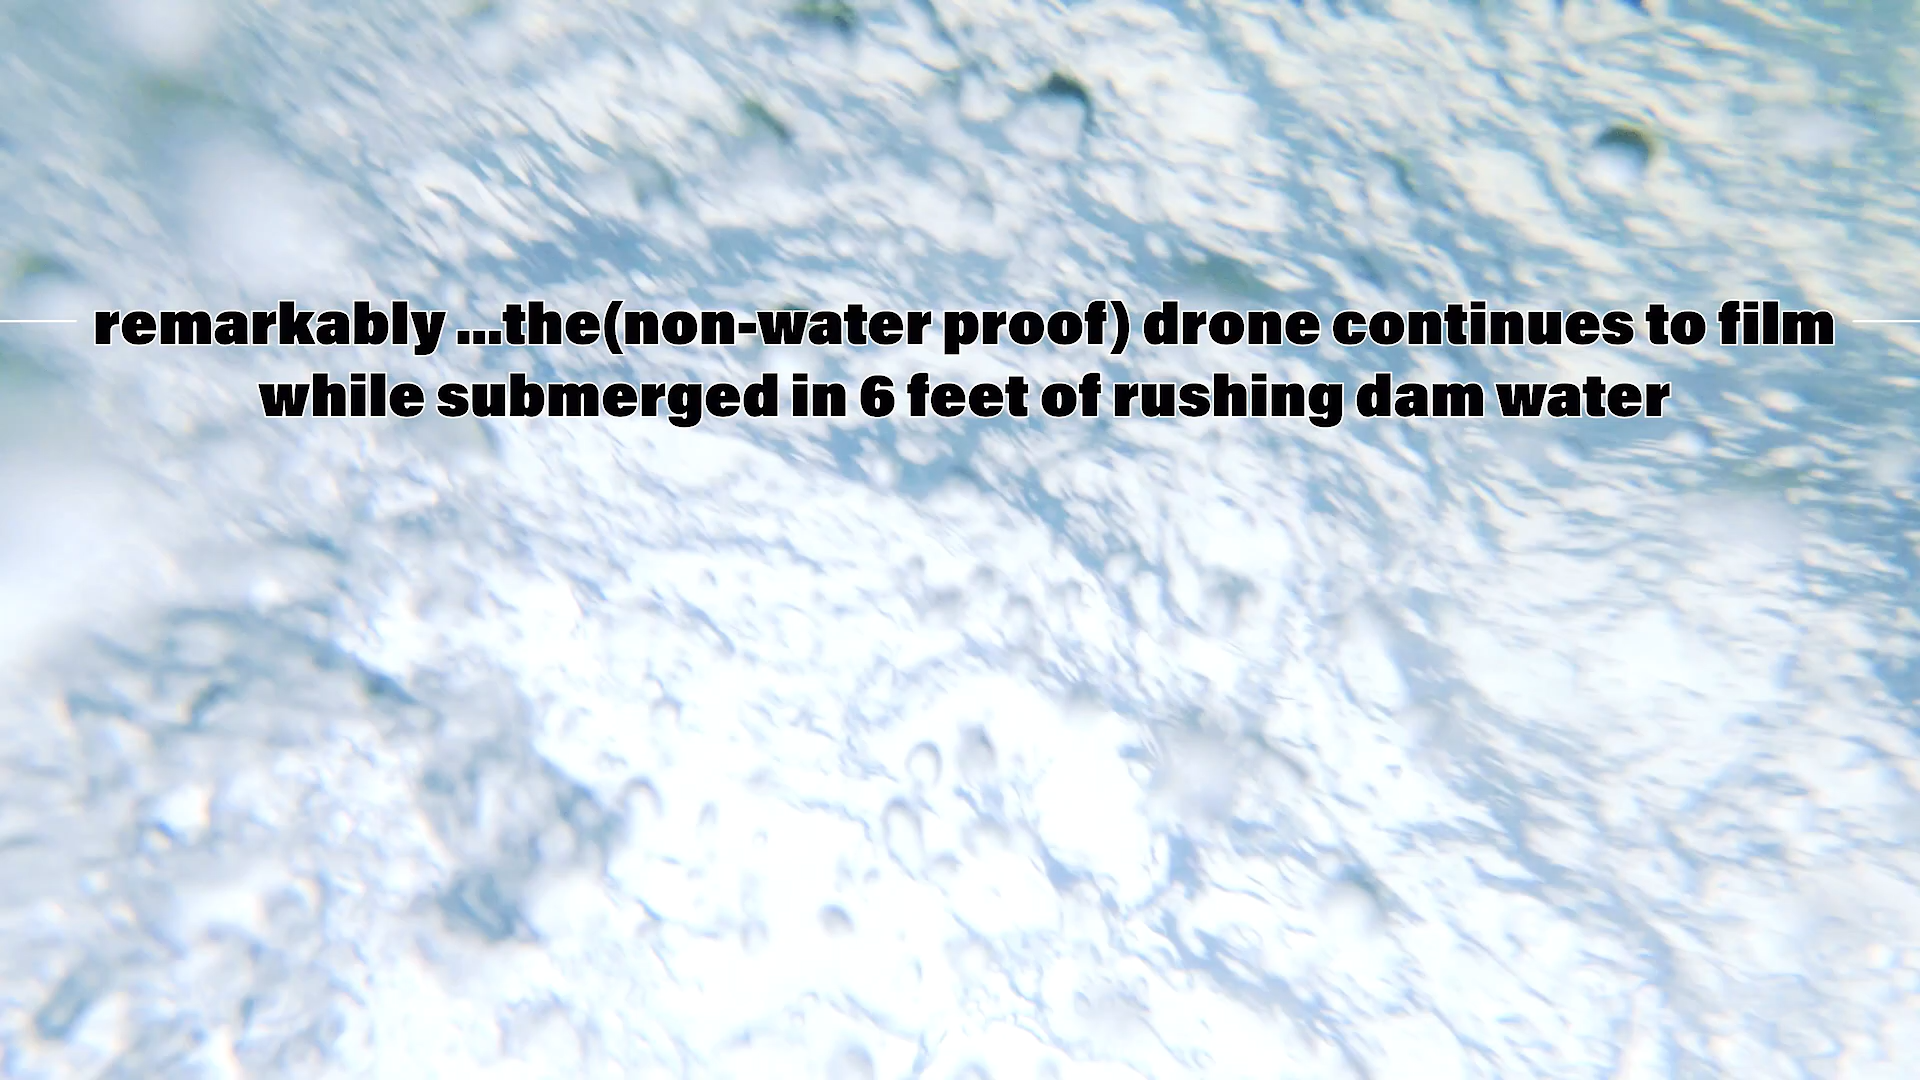 remarkably ...the(non-water proof) drone continues to film
while submerged in 6 feet of rushing dam water